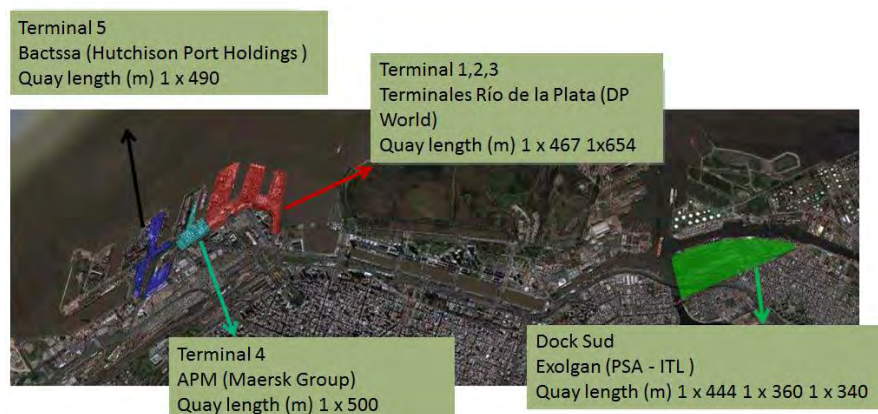 Terminal 5
Bactssa (Hutchison Port Holdings )
Quay length (m) 1 x 490
Terminal 1,2,3
Terminales Río de la Plata (DP
World)
Quay length (m) 1 x 467 1x654
Terminal 4
APM (Maersk Group)
Quay length (m) 1 x 500
Dock Sud
Exolgan (PSA - ITL )
Quay length (m) 1 x 444 1 x 360 1 x 340